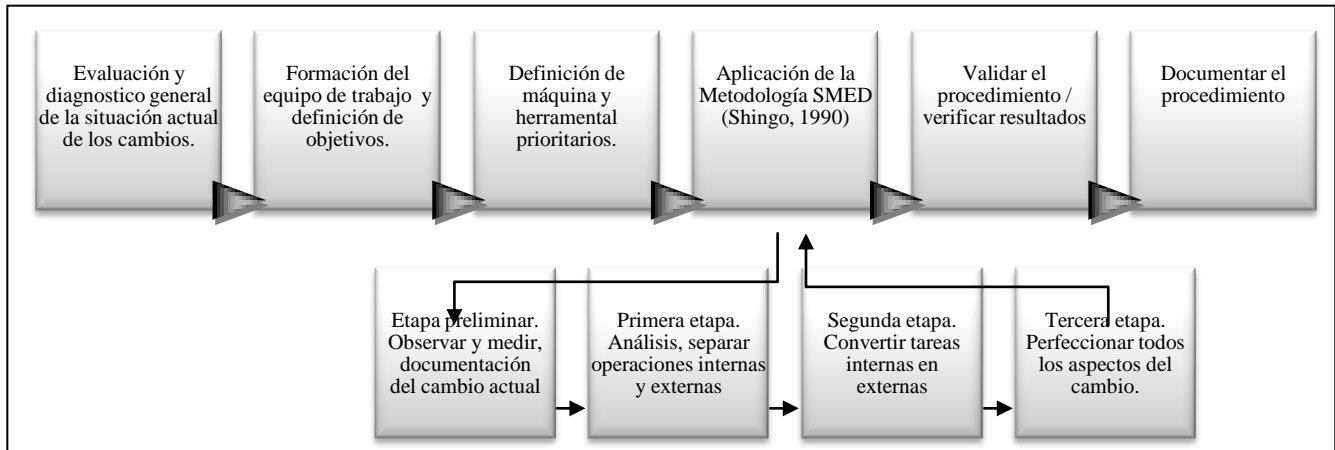 Evaluación y
diagnostico general
de la situación actual
de los cambios.
Formación del
equipo de trabajo y
definición de
objetivos.
Definición de
máquina y
herramental
prioritarios.
Aplicación de la
Metodología SMED
(Shingo, 1990)
Validar el
procedimiento /
verificar resultados
Documentar el
procedimiento
Etapa preliminar.
Observar y medir,
documentación
del cambio actual
Primera etapa.
Análisis, separar
operaciones internas
y externas
Segunda etapa.
Convertir tareas
internas en
externas
Tercera etapa.
Perfeccionar todos
los aspectos del
cambio.